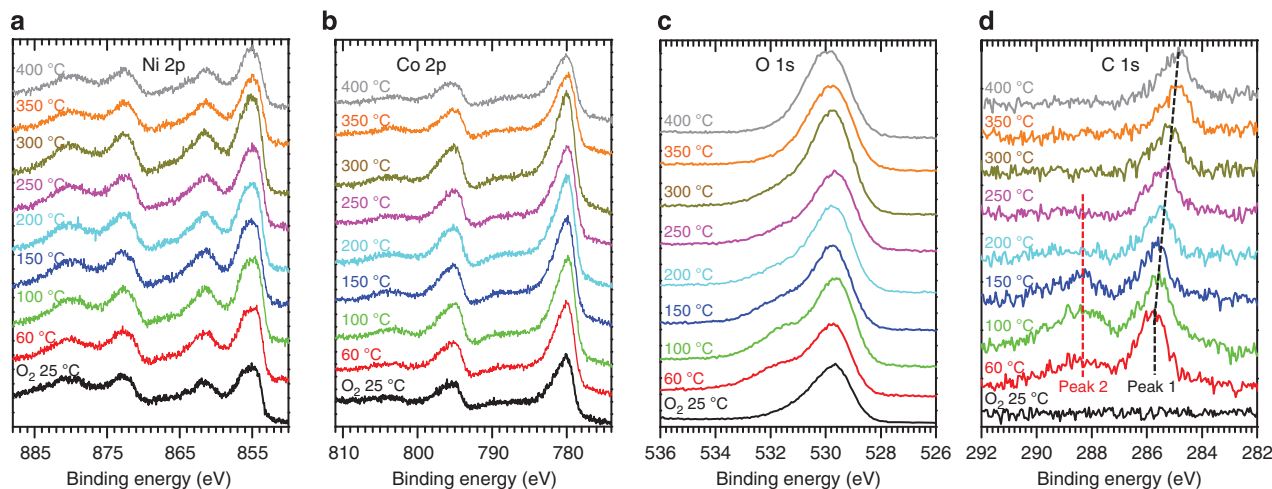 a
Ni 2p
400 °C
350 °C
300 °C
250 °C
200 °C
150 °C
100 °C
60 °C
O2 25 °C
885 875 865 855
Binding energy (eV)
b
Co 2p
400 °C
350 °C
300 °C
250 °C
200 °C
150 °C
100 °C
60 °C
O2 25 °C
810 800 790 780
Binding energy (eV)
c
O 1s
400 °C
350 °C
300 °C
250 °C
200 °C
150 °C
100 °C
60 °C
O2 25 °C
536 534 532 530 528 526
Binding energy (eV)
d
C 1s
400 °C
350 °C
300 °C
250 °C
200 °C
150 °C
100 °C
60 °C
Peak 2 Peak 1
O2 25 °C
292 290 288 286 284 282
Binding energy (eV)